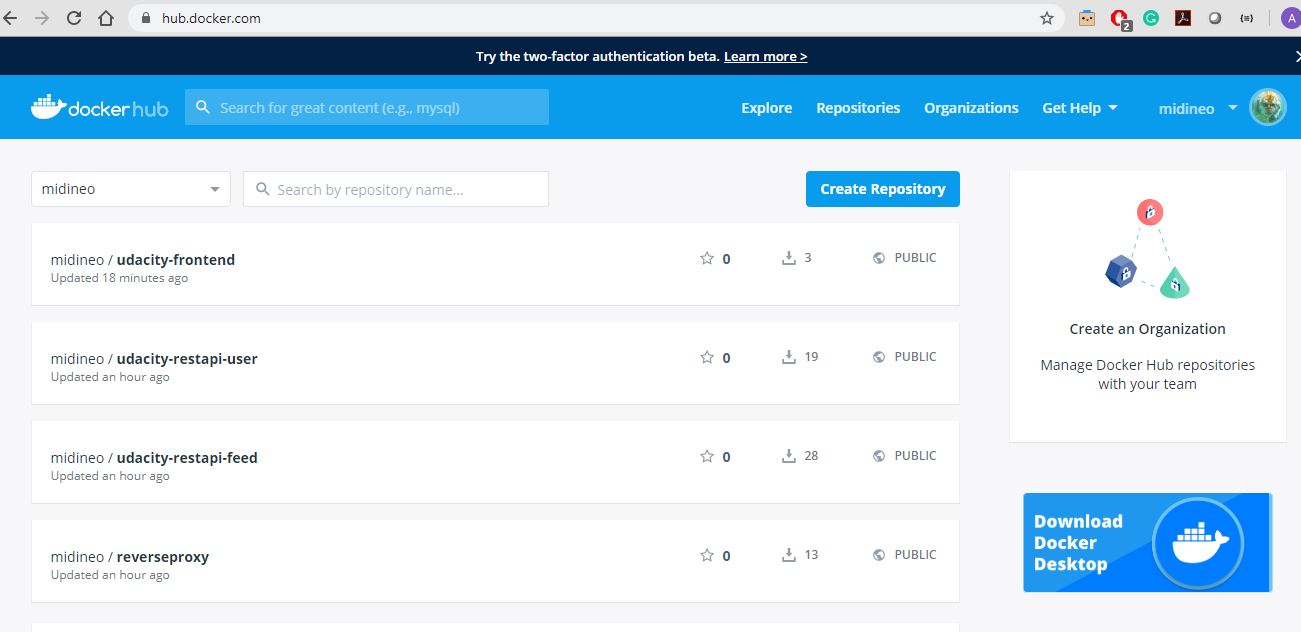 hub.docker.com
2
A
Try the two-factor authentication beta. Learn more >
docker hub
Search for great content (e.g., mysql)
Explore
Repositories
Organizations
Get Help
midineo
midineo
Search by repository name...
Create Repository
midineo / udacity-frontend
Updated 18 minutes ago
0
3
PUBLIC
midineo / udacity-restapi-user
Updated an hour ago
0
19
PUBLIC
midineo / udacity-restapi-feed
Updated an hour ago
0
28
PUBLIC
midineo / reverseproxy
Updated an hour ago
0
13
PUBLIC
Create an Organization
Manage Docker Hub repositories
with your team
Download
Docker
Desktop